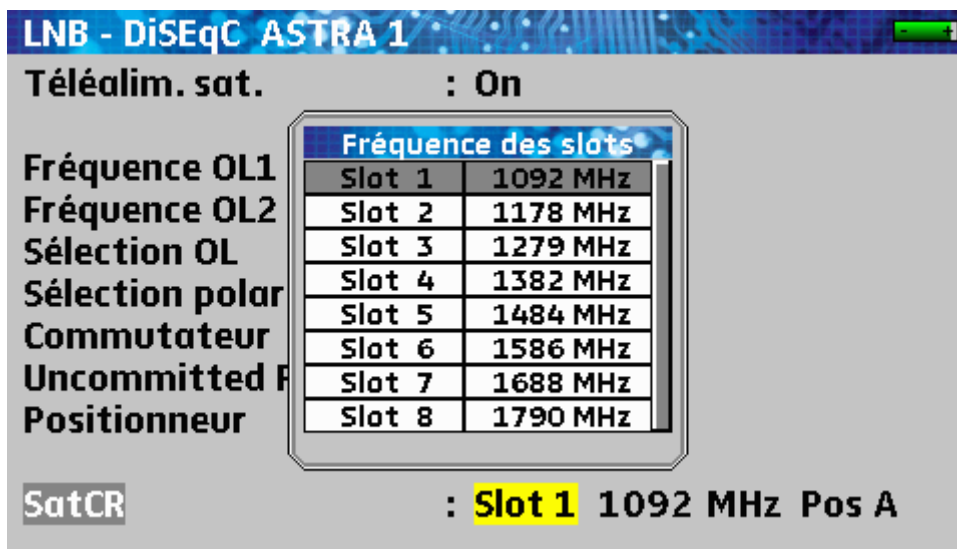 LNB - DiSEqC ASTRA 1
Téléalim. sat. : On
Fréquence OL1
Fréquence OL2
Sélection OL
Sélection polar
Commutateur
Uncommitted
Positionneur
Fréquence des slots
Slot 1 1092 MHz
Slot 2 1178 MHz
Slot 3 1279 MHz
Slot 4 1382 MHz
Slot 5 1484 MHz
Slot 6 1586 MHz
Slot 7 1688 MHz
Slot 8 1790 MHz
SatCR : Slot 1 1092 MHz Pos A